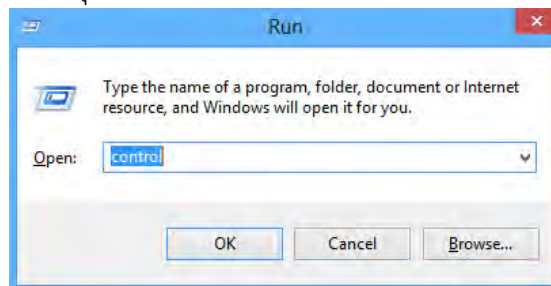 Run
Type the name of a program, folder, document or Internet
resource, and Windows will open it for you.
Open:
control
OK
Cancel
Browse...